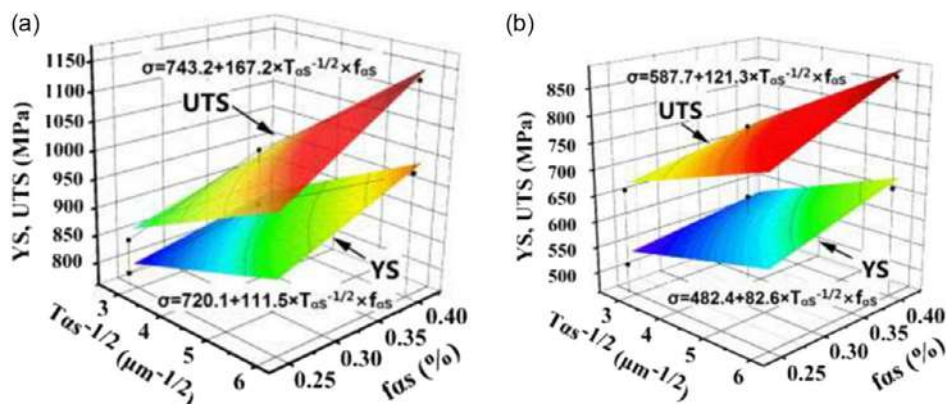 (a)
1150
1100
1050
1000
950
900
850
800
YS, UTS (MPa)
σ=743.2+167.2×Tαs-1/2×fαs
UTS
YS
σ=720.1+111.5×Tαs-1/2×fαs
3
4
5
6
Tαs-1/2 (μm-1/2)
0.25
0.30
0.35
0.40
fαs (%)
(b)
850
800
750
700
650
600
550
500
YS, UTS (MPa)
σ=587.7+121.3×Tαs-1/2×fαs
UTS
YS
σ=482.4+82.6×Tαs-1/2×fαs
3
4
5
6
Tαs-1/2 (μm-1/2)
0.25
0.30
0.35
0.40
fαs (%)